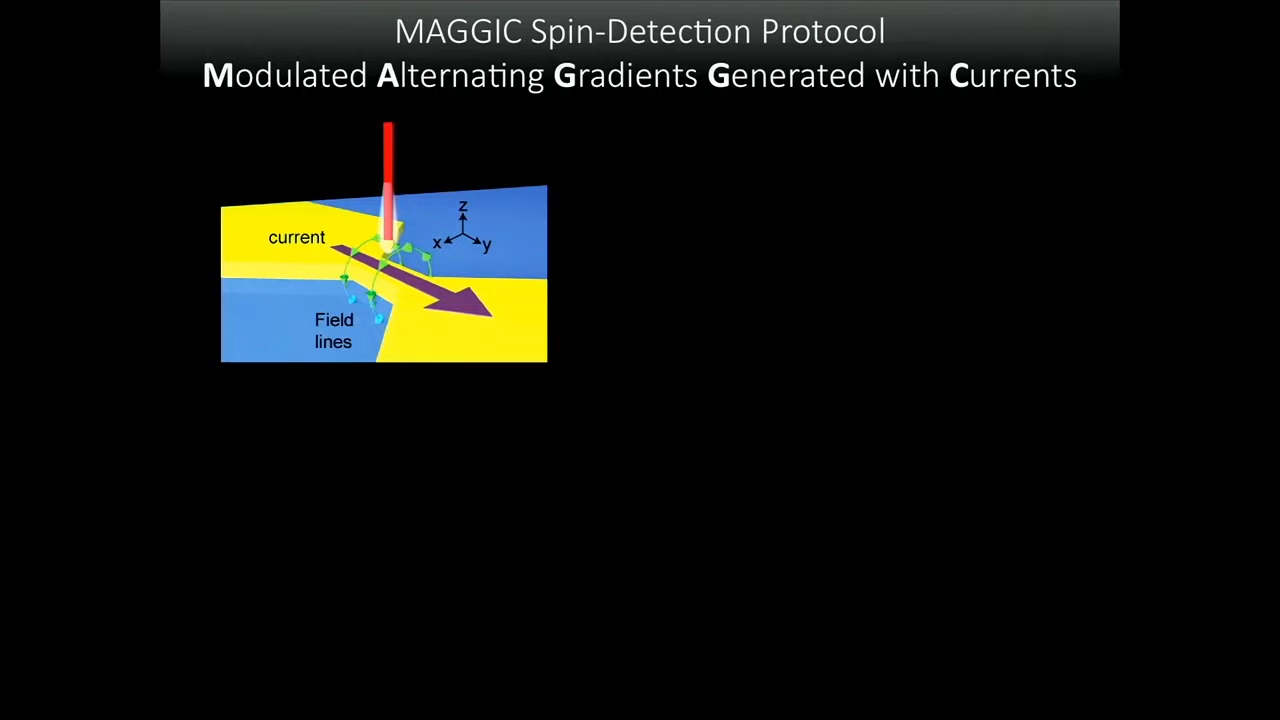 MAGGIC Spin-Detection Protocol
Modulated Alternating Gradients Generated with Currents
z
current
x
y
Field
lines